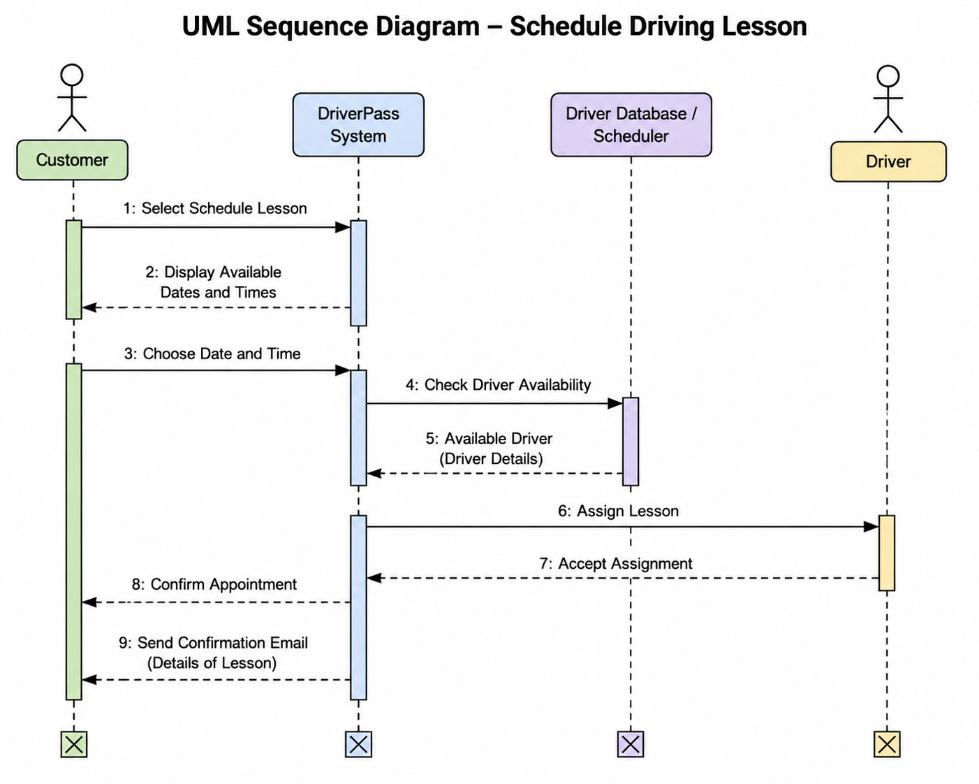 UML Sequence Diagram – Schedule Driving Lesson
Customer
DriverPass
System
Driver Database /
Scheduler
Driver
1: Select Schedule Lesson
2: Display Available
Dates and Times
3: Choose Date and Time
4: Check Driver Availability
5: Available Driver
(Driver Details)
6: Assign Lesson
7: Accept Assignment
8: Confirm Appointment
9: Send Confirmation Email
(Details of Lesson)